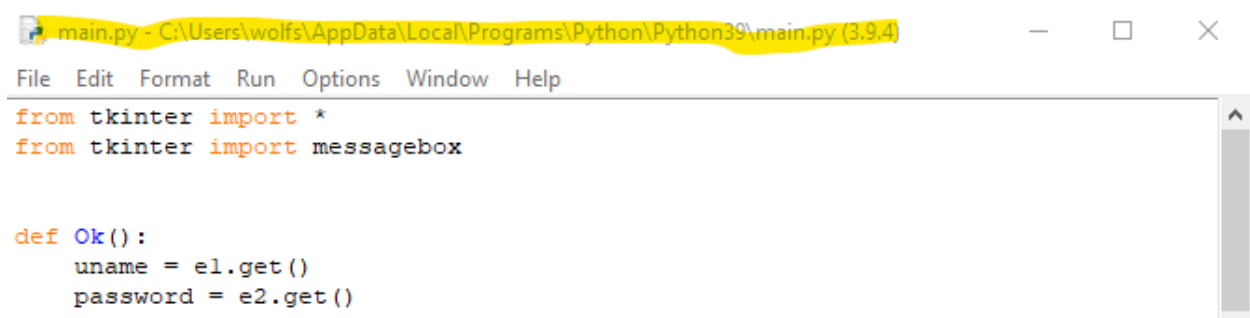 main.py - C:\Users\wolfs\AppData\Local\Programs\Python\Python39\main.py (3.9.4)
File Edit Format Run Options Window Help
from tkinter import *
from tkinter import messagebox
def Ok():
    uname = e1.get()
    password = e2.get()